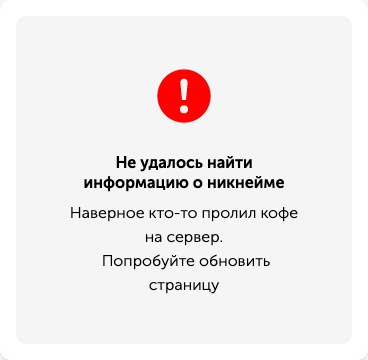 Не удалось найти
информацию о никнейме
Наверное кто-то пролил кофе
на сервер.
Попробуйте обновить
страницу